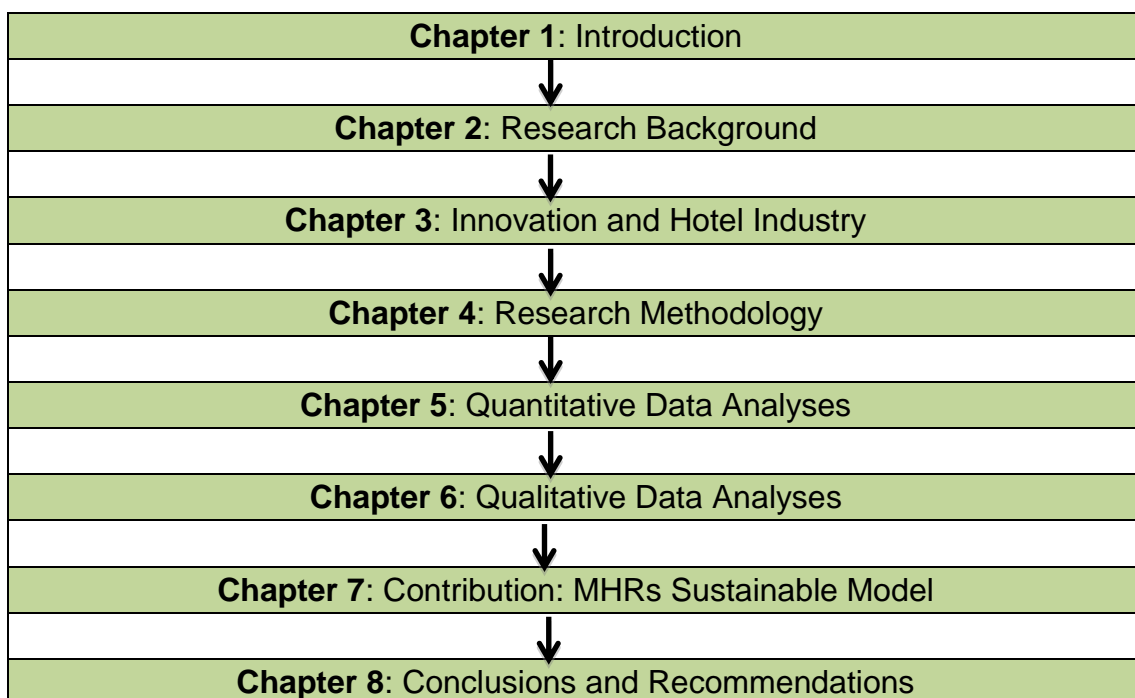 Chapter 1: Introduction
Chapter 2: Research Background
Chapter 3: Innovation and Hotel Industry
Chapter 4: Research Methodology
Chapter 5: Quantitative Data Analyses
Chapter 6: Qualitative Data Analyses
Chapter 7: Contribution: MHRs Sustainable Model
Chapter 8: Conclusions and Recommendations